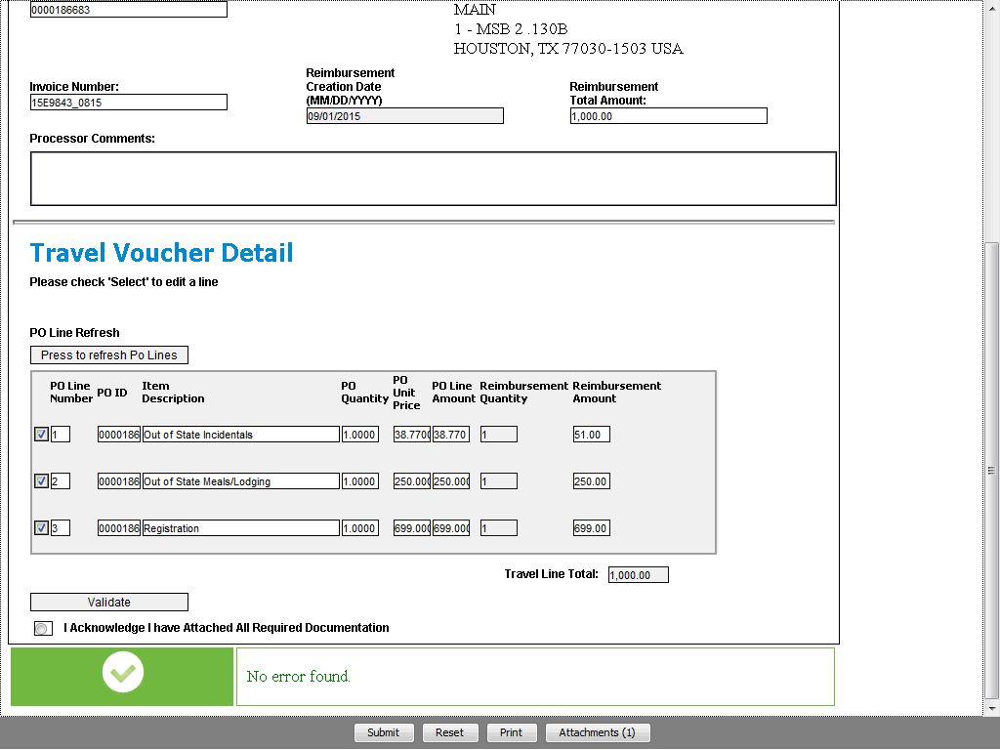 0000186683
MAIN
1 - MSB 2 .130B
HOUSTON, TX 77030-1503 USA
Invoice Number:
15E9843_0815
Reimbursement
Creation Date
(MM/DD/YYYY)
09/01/2015
Reimbursement
Total Amount:
1,000.00
Processor Comments:
Travel Voucher Detail
Please check 'Select' to edit a line
PO Line Refresh
Press to refresh Po Lines
PO Line Number PO ID Item Description PO Quantity PO Unit Price PO Line Amount Reimbursement Quantity Reimbursement Amount
1 0000186 Out of State Incidentals 1.0000 38.770 38.770 1 51.00
2 0000186 Out of State Meals/Lodging 1.0000 250.000 250.000 1 250.00
3 0000186 Registration 1.0000 699.000 699.000 1 699.00
Travel Line Total: 1,000.00
Validate
I Acknowledge I have Attached All Required Documentation
No error found.
Submit Reset Print Attachments (1)